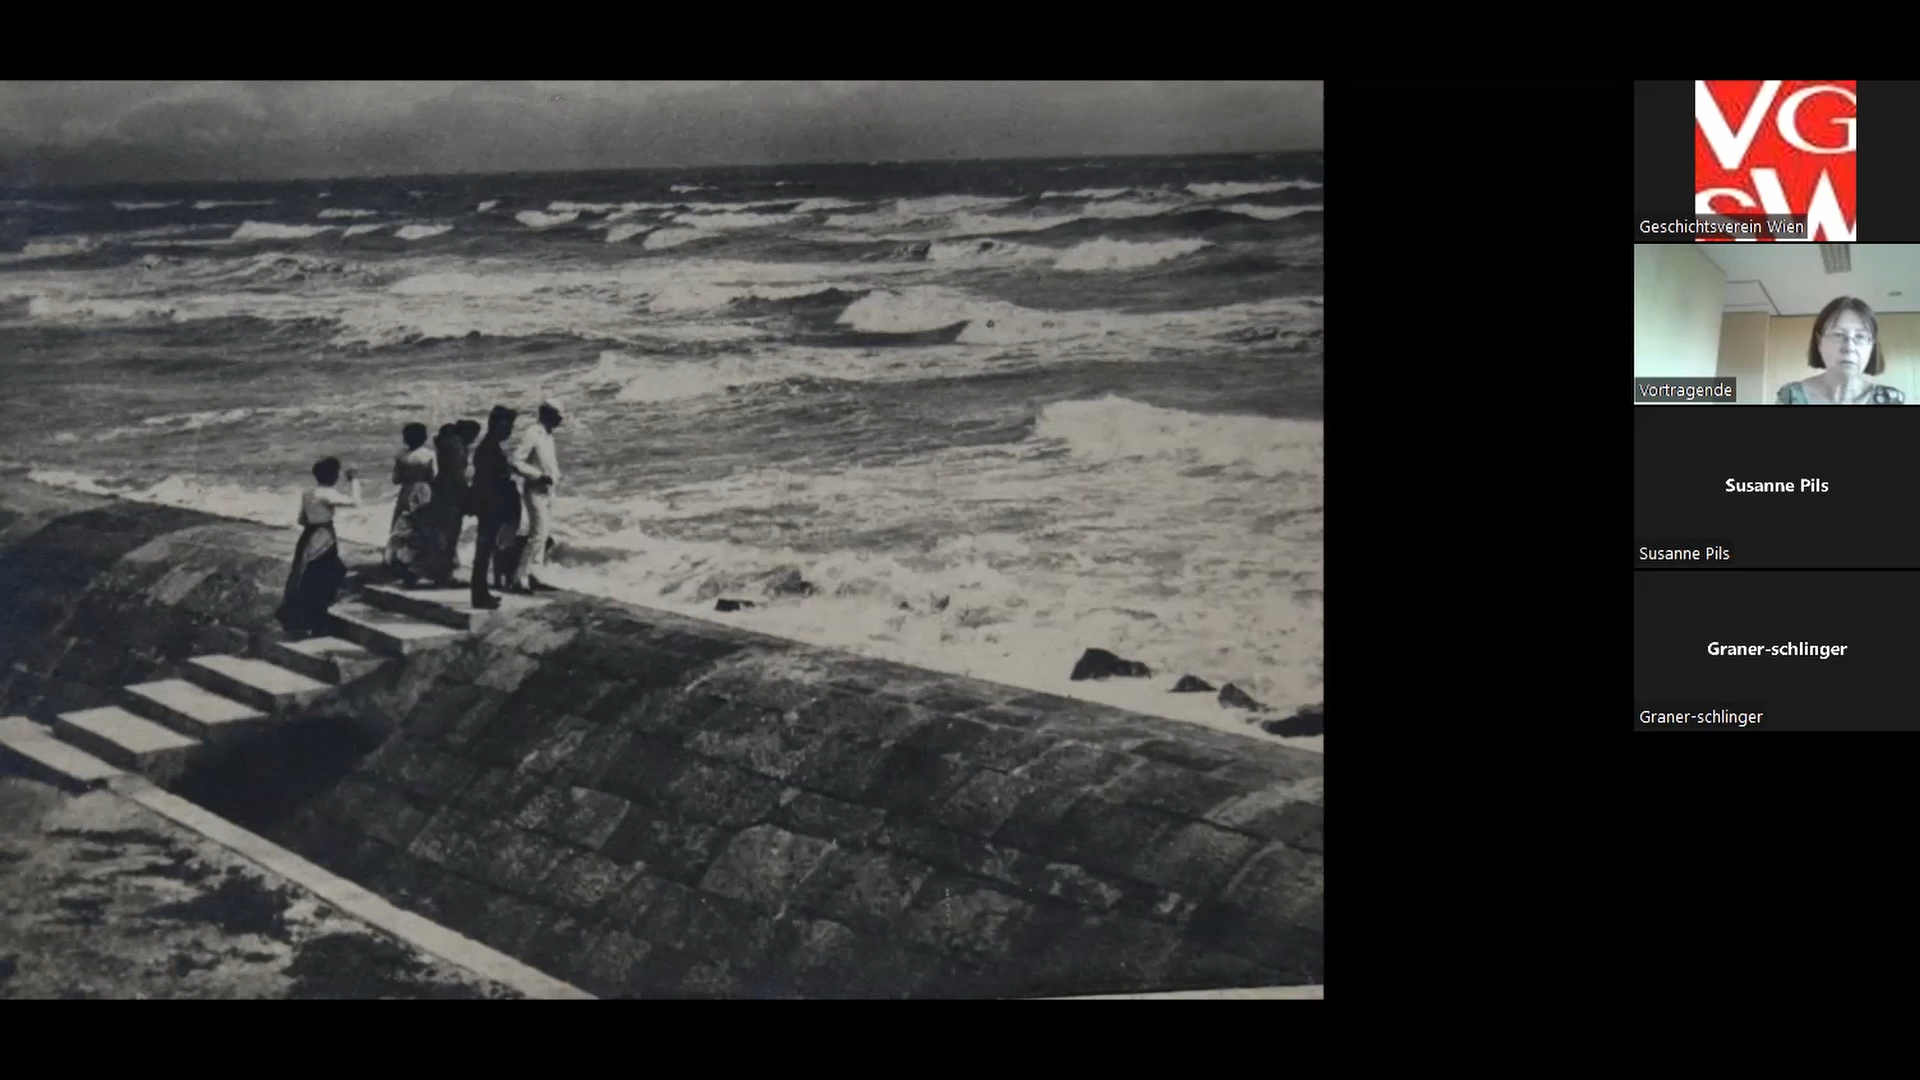 VG
SW
Geschichtsverein Wien
Vortragende
Susanne Pils
Susanne Pils
Graner-schlinger
Graner-schlinger